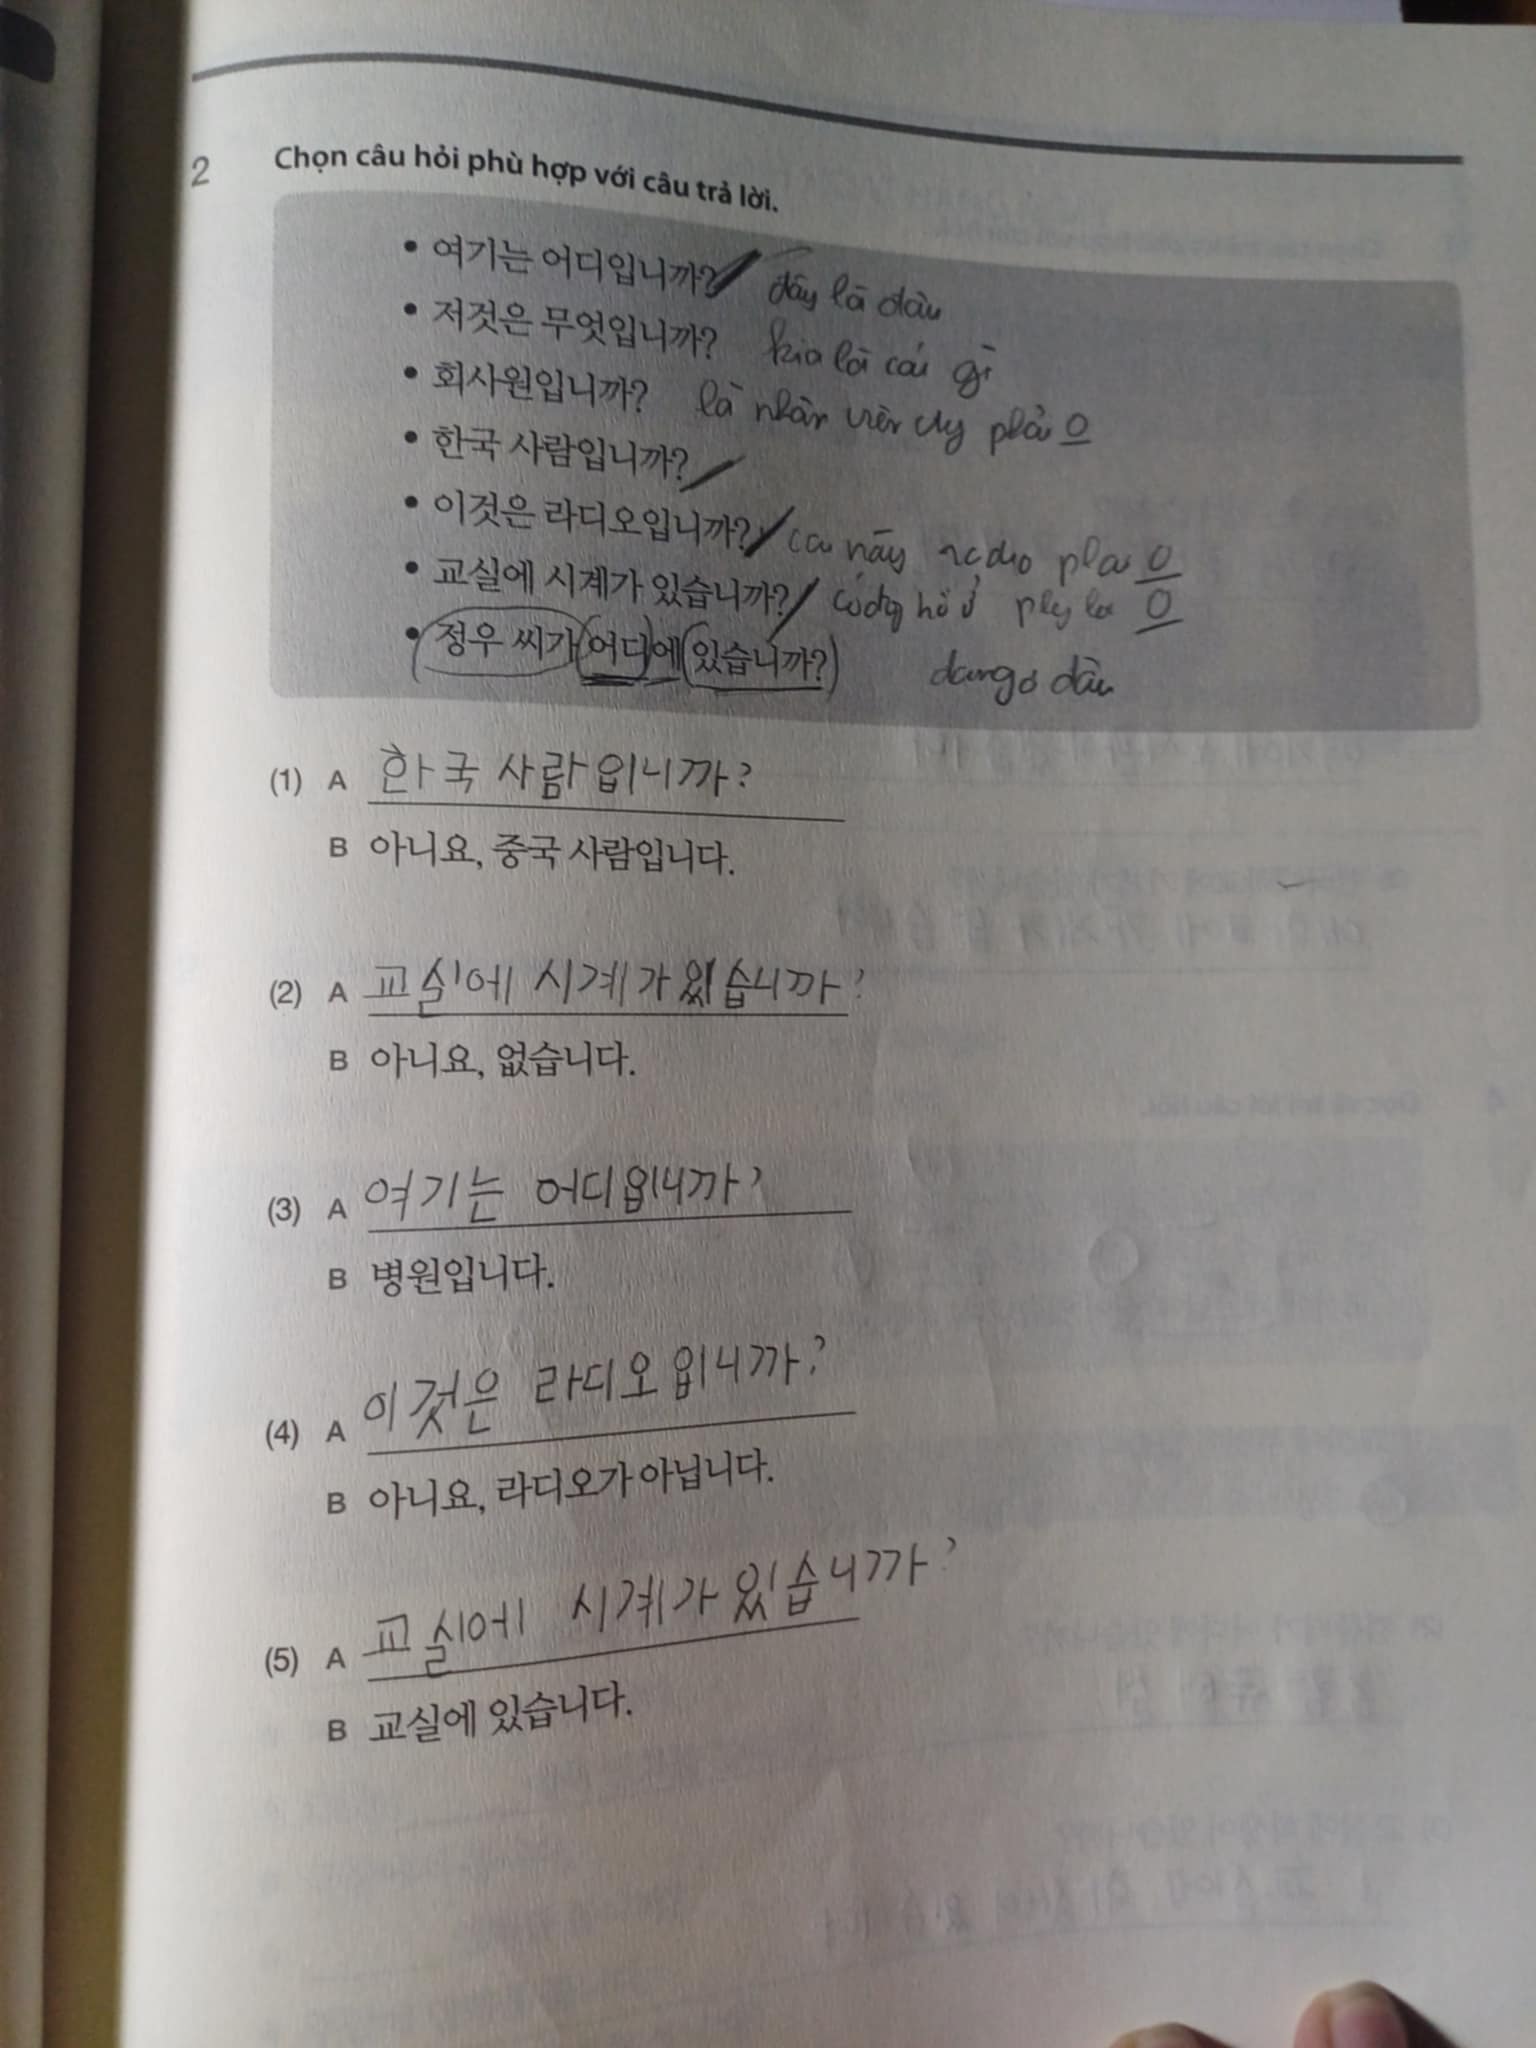 2 Chọn câu hỏi phù hợp với câu trả lời.
• 여기는 어디입니까? đây là đâu
• 저것은 무엇입니까? kia là cái gì
• 회사원입니까? là nhân viên cty phải 0
• 한국 사람입니까?
• 이것은 라디오입니까? này phải 0
• 교실에 시계가 있습니까? hồ ở 0
• 정우 씨가 어디에 있습니까? đang ở đâu
(1) A 한국 사람입니까?
B 아니요, 중국 사람입니다.
(2) A 교실에 시계가 있습니까?
B 아니요, 없습니다.
(3) A 여기는 어디입니까?
B 병원입니다.
(4) A 이것은 라디오입니까?
B 아니요, 라디오가 아닙니다.
(5) A 교실에 시계가 있습니까?
B 교실에 있습니다.